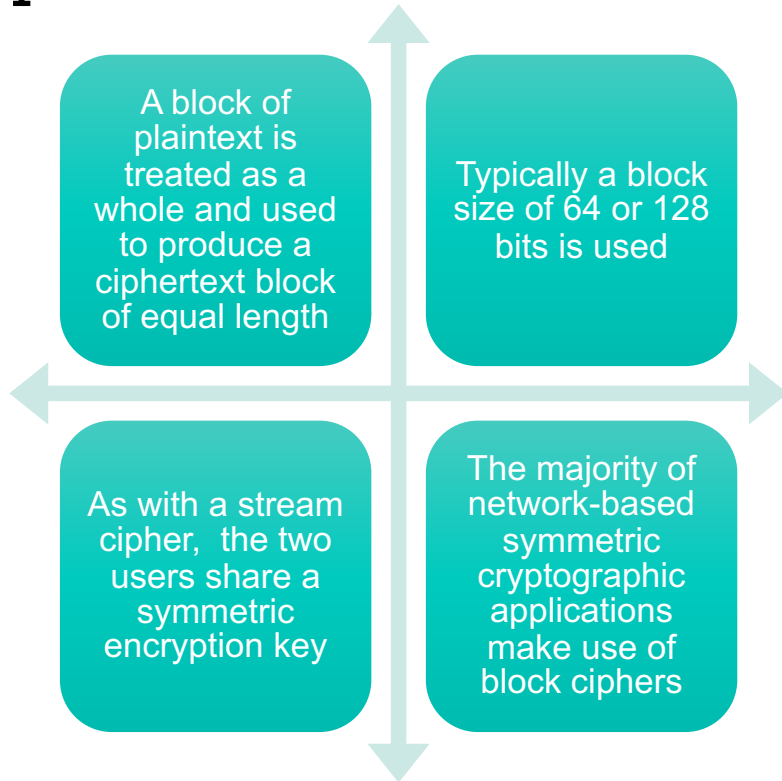 A block of
plaintext is
treated as a
whole and used
to produce a
ciphertext block
of equal length
Typically a block
size of 64 or 128
bits is used
As with a stream
cipher,  the two
users share a
symmetric
encryption key
The majority of
network-based
symmetric
cryptographic
applications
make use of
block ciphers